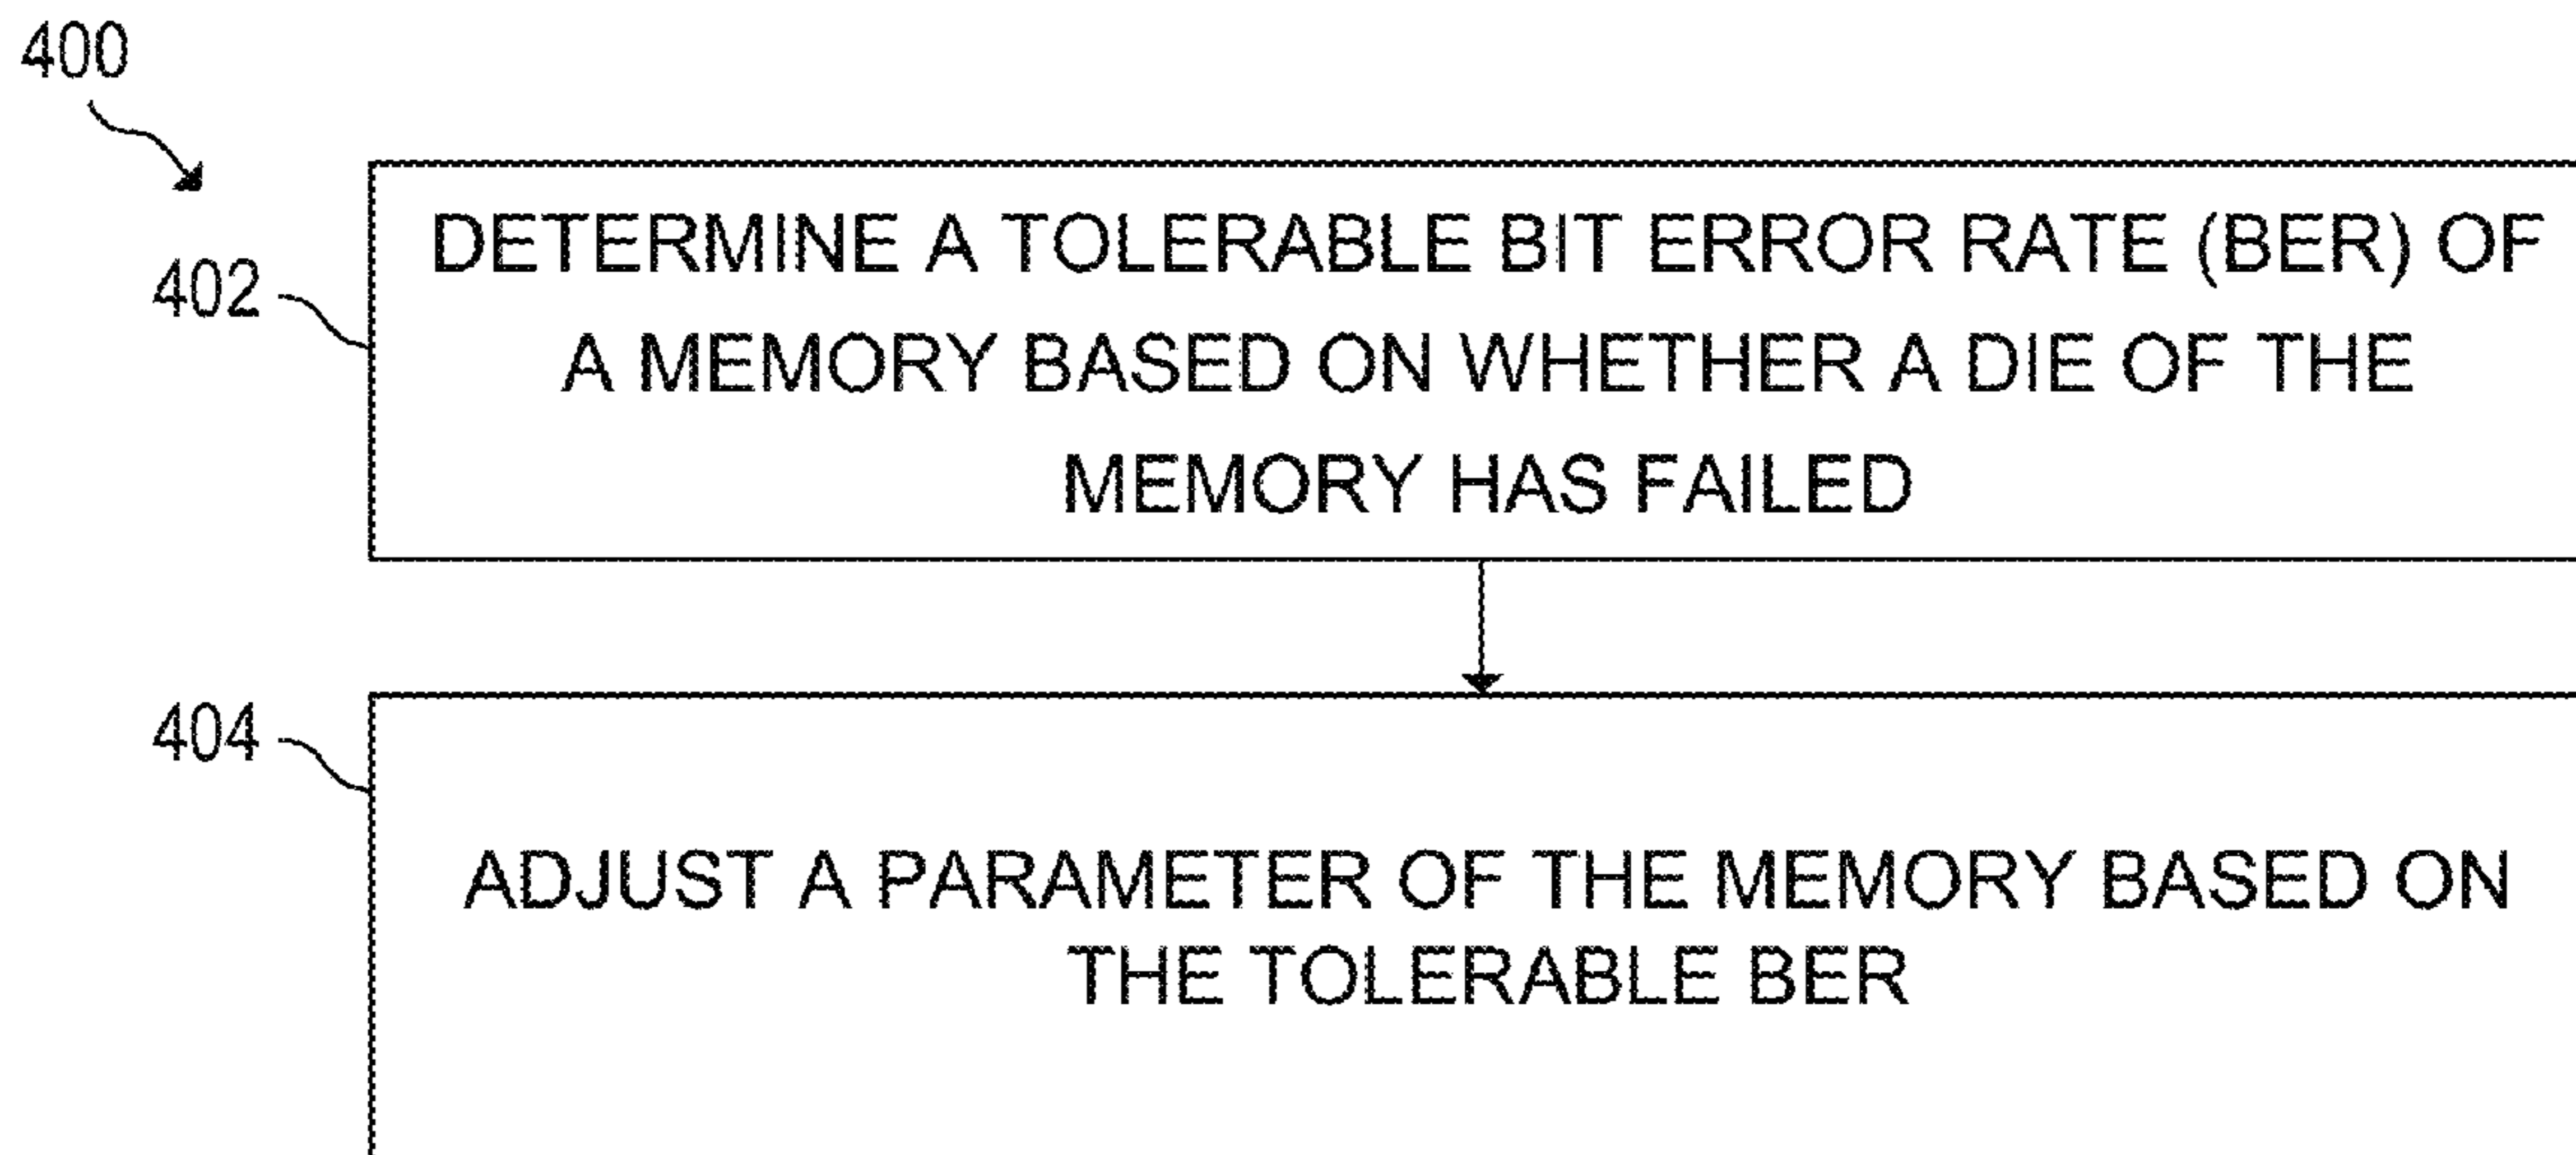 400
402
DETERMINE A TOLERABLE BIT ERROR RATE (BER) OF
A MEMORY BASED ON WHETHER A DIE OF THE
MEMORY HAS FAILED
404
ADJUST A PARAMETER OF THE MEMORY BASED ON
THE TOLERABLE BER